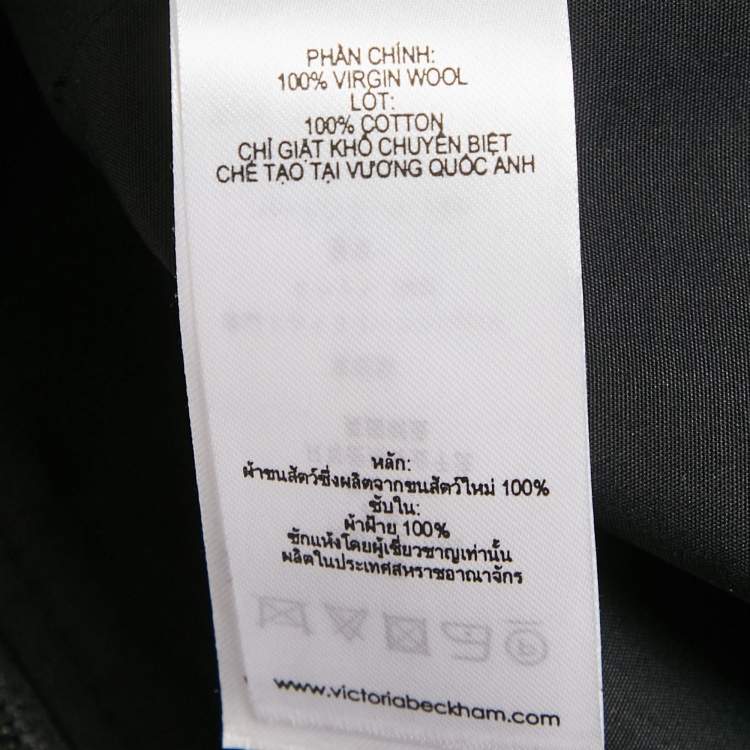 PHẦN CHÍNH:
100% VIRGIN WOOL
LÓT:
100% COTTON
CHỈ GIẶT KHÔ CHUYÊN BIỆT
CHẾ TẠO TẠI VƯƠNG QUỐC ANH
หลัก:
ผ้าขนสัตว์ซึ่งผลิตจากขนสัตว์ใหม่ 100%
ซับใน:
ผ้าฝ้าย 100%
ซักแห้งโดยผู้เชี่ยวชาญเท่านั้น
ผลิตในประเทศสหราชอาณาจักร
www.victoriabeckham.com